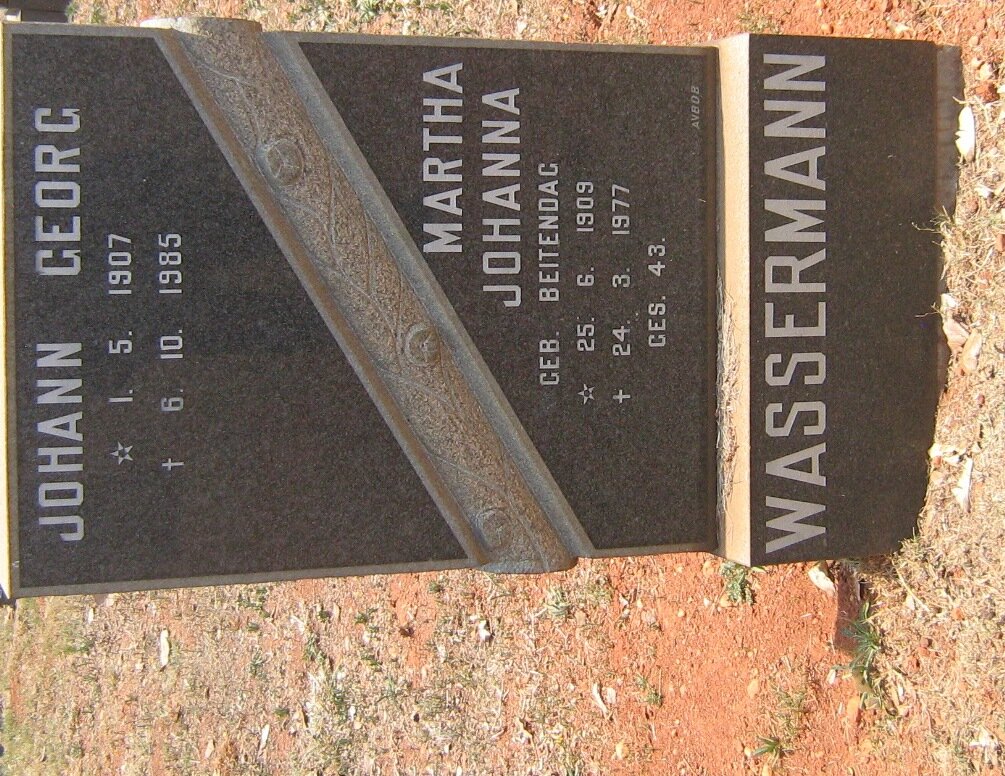 JOHANN GEORG
☆ 1. 5. 1907
† 6. 10. 1985
MARTHA
JOHANNA
GEB. BEITENDAG
☆ 25. 6. 1909
† 24. 3. 1977
GES. 43.
AVBOB
WASSERMANN